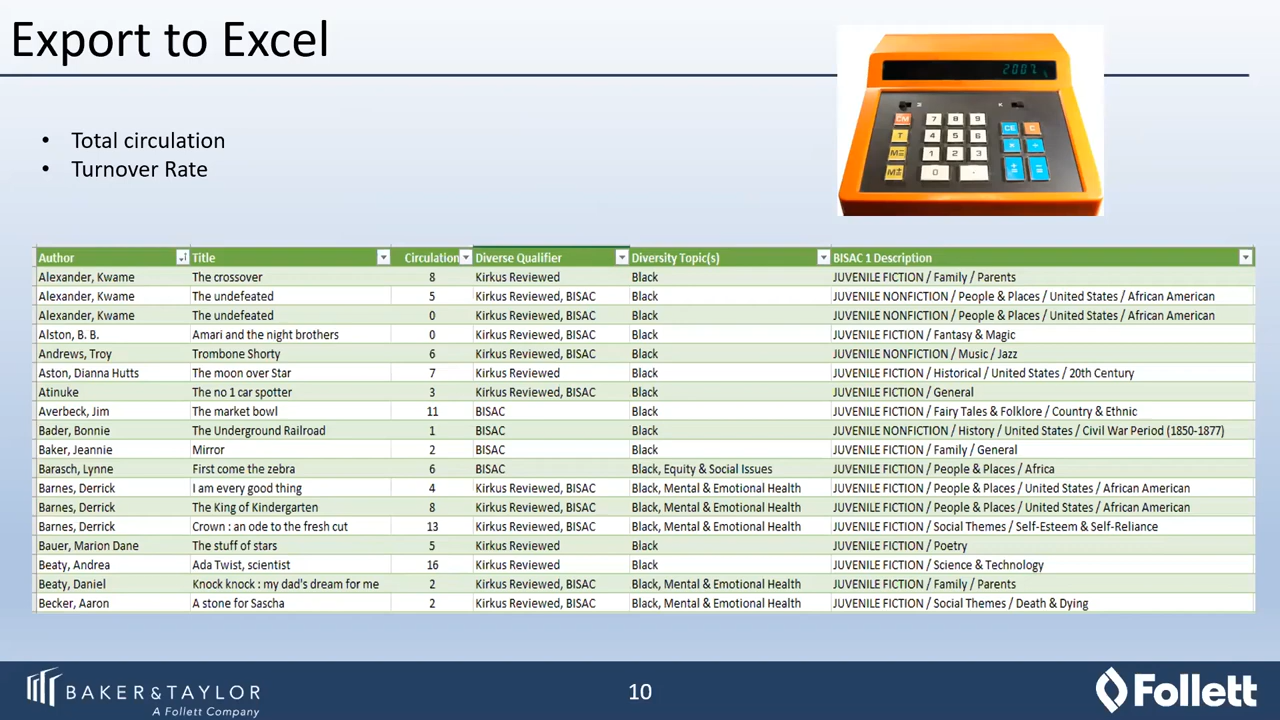 Export to Excel
2007
• Total circulation
• Turnover Rate
CM 7 8 9 CE C
T 4 5 6 × ÷
M= 1 2 3
M± 0 ·
Author Title Circulation Diverse Qualifier Diversity Topic(s) BISAC 1 Description
Alexander, Kwame The crossover 8 Kirkus Reviewed Black JUVENILE FICTION / Family / Parents
Alexander, Kwame The undefeated 5 Kirkus Reviewed, BISAC Black JUVENILE NONFICTION / People & Places / United States / African American
Alexander, Kwame The undefeated 0 Kirkus Reviewed, BISAC Black JUVENILE NONFICTION / People & Places / United States / African American
Alston, B. B. Amari and the night brothers 0 Kirkus Reviewed, BISAC Black JUVENILE FICTION / Fantasy & Magic
Andrews, Troy Trombone Shorty 6 Kirkus Reviewed, BISAC Black JUVENILE NONFICTION / Music / Jazz
Aston, Dianna Hutts The moon over Star 7 Kirkus Reviewed Black JUVENILE FICTION / Historical / United States / 20th Century
Atinuke The no 1 car spotter 3 Kirkus Reviewed, BISAC Black JUVENILE FICTION / General
Averbeck, Jim The market bowl 11 BISAC Black JUVENILE FICTION / Fairy Tales & Folklore / Country & Ethnic
Bader, Bonnie The Underground Railroad 1 BISAC Black JUVENILE NONFICTION / History / United States / Civil War Period (1850-1877)
Baker, Jeannie Mirror 2 BISAC Black JUVENILE FICTION / Family / General
Barasch, Lynne First come the zebra 6 BISAC Black, Equity & Social Issues JUVENILE FICTION / People & Places / Africa
Barnes, Derrick I am every good thing 4 Kirkus Reviewed, BISAC Black, Mental & Emotional Health JUVENILE FICTION / People & Places / United States / African American
Barnes, Derrick The King of Kindergarten 8 Kirkus Reviewed, BISAC Black, Mental & Emotional Health JUVENILE FICTION / People & Places / United States / African American
Barnes, Derrick Crown : an ode to the fresh cut 13 Kirkus Reviewed, BISAC Black, Mental & Emotional Health JUVENILE FICTION / Social Themes / Self-Esteem & Self-Reliance
Bauer, Marion Dane The stuff of stars 5 Kirkus Reviewed Black JUVENILE FICTION / Poetry
Beaty, Andrea Ada Twist, scientist 16 Kirkus Reviewed Black JUVENILE FICTION / Science & Technology
Beaty, Daniel Knock knock : my dad's dream for me 2 Kirkus Reviewed, BISAC Black, Mental & Emotional Health JUVENILE FICTION / Family / Parents
Becker, Aaron A stone for Sascha 2 Kirkus Reviewed, BISAC Black, Mental & Emotional Health JUVENILE FICTION / Social Themes / Death & Dying
BAKER & TAYLOR
A Follett Company
10
Follett